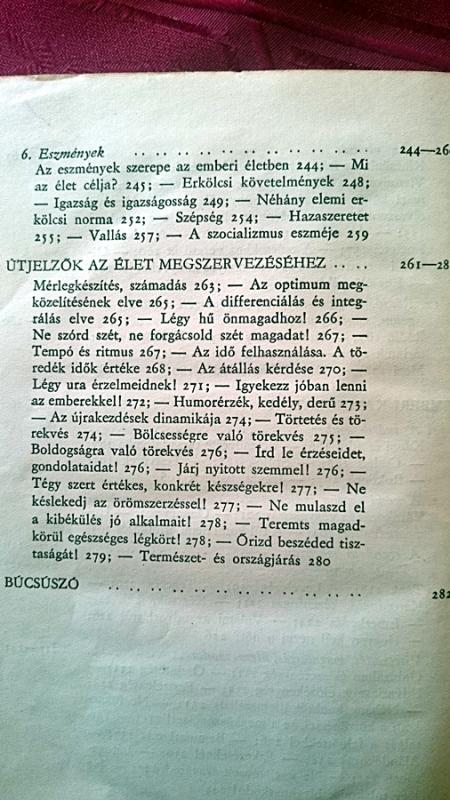 6. Eszmények .. .. .. .. .. .. .. .. .. .. .. 244—26
Az eszmények szerepe az emberi életben 244; — Mi
az élet célja? 245; — Erkölcsi követelmények 248;
— Igazság és igazságosság 249; — Néhány elemi er-
kölcsi norma 252; — Szépség 254; — Hazaszeretet
255; — Vallás 257; — A szocializmus eszméje 259
ÚTJELZŐK AZ ÉLET MEGSZERVEZÉSÉHEZ .. .. 261—28
Mérlegkészítés, számadás 263; — Az optimum meg-
közelítésének elve 265; — A differenciálás és integ-
rálás elve 265; — Légy hű önmagadhoz! 266; —
Ne szórd szét, ne forgácsold szét magadat! 267; —
Tempó és ritmus 267; — Az idő felhasználása. A tö-
redék idők értéke 268; — Az átállás kérdése 270; —
Légy ura érzelmeidnek! 271; — Igyekezz jóban lenni
az emberekkel! 272; — Humorérzék, kedély, derű 273;
— Az újrakezdések dinamikája 274; — Törtetés és tö-
rekvés 274; — Bölcsességre való törekvés 275; —
Boldogságra való törekvés 276; — Írd le érzéseidet,
gondolataidat! 276; — Járj nyitott szemmel! 276; —
Tégy szert értékes, konkrét készségekre! 277; — Ne
késlekedj az örömszerzéssel! 277; — Ne mulaszd el
a kibékülés jó alkalmait! 278; — Teremts magad-
körül egészséges légkört! 278; — Őrizd beszéded tisz-
taságát! 279; — Természet- és országjárás 280
BÚCSÚSZÓ .. .. .. .. .. .. .. .. .. .. .. 282